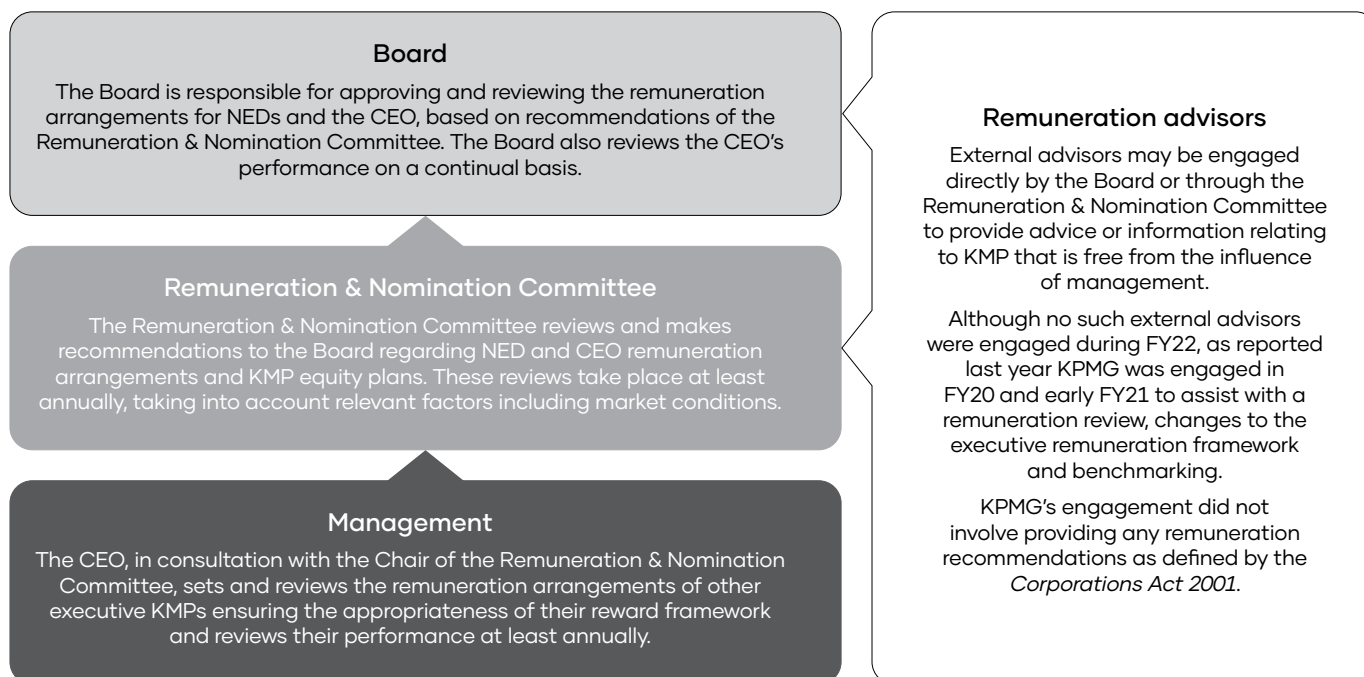 Board
The Board is responsible for approving and reviewing the remuneration
arrangements for NEDs and the CEO, based on recommendations of the
Remuneration & Nomination Committee. The Board also reviews the CEO’s
performance on a continual basis.
Remuneration & Nomination Committee
The Remuneration & Nomination Committee reviews and makes
recommendations to the Board regarding NED and CEO remuneration
arrangements and KMP equity plans. These reviews take place at least
annually, taking into account relevant factors including market conditions.
Management
The CEO, in consultation with the Chair of the Remuneration & Nomination
Committee, sets and reviews the remuneration arrangements of other
executive KMPs ensuring the appropriateness of their reward framework
and reviews their performance at least annually.
Remuneration advisors
External advisors may be engaged
directly by the Board or through the
Remuneration & Nomination Committee
to provide advice or information relating
to KMP that is free from the influence
of management.
Although no such external advisors
were engaged during FY22, as reported
last year KPMG was engaged in
FY20 and early FY21 to assist with a
remuneration review, changes to the
executive remuneration framework
and benchmarking.
KPMG’s engagement did not
involve providing any remuneration
recommendations as defined by the
Corporations Act 2001.